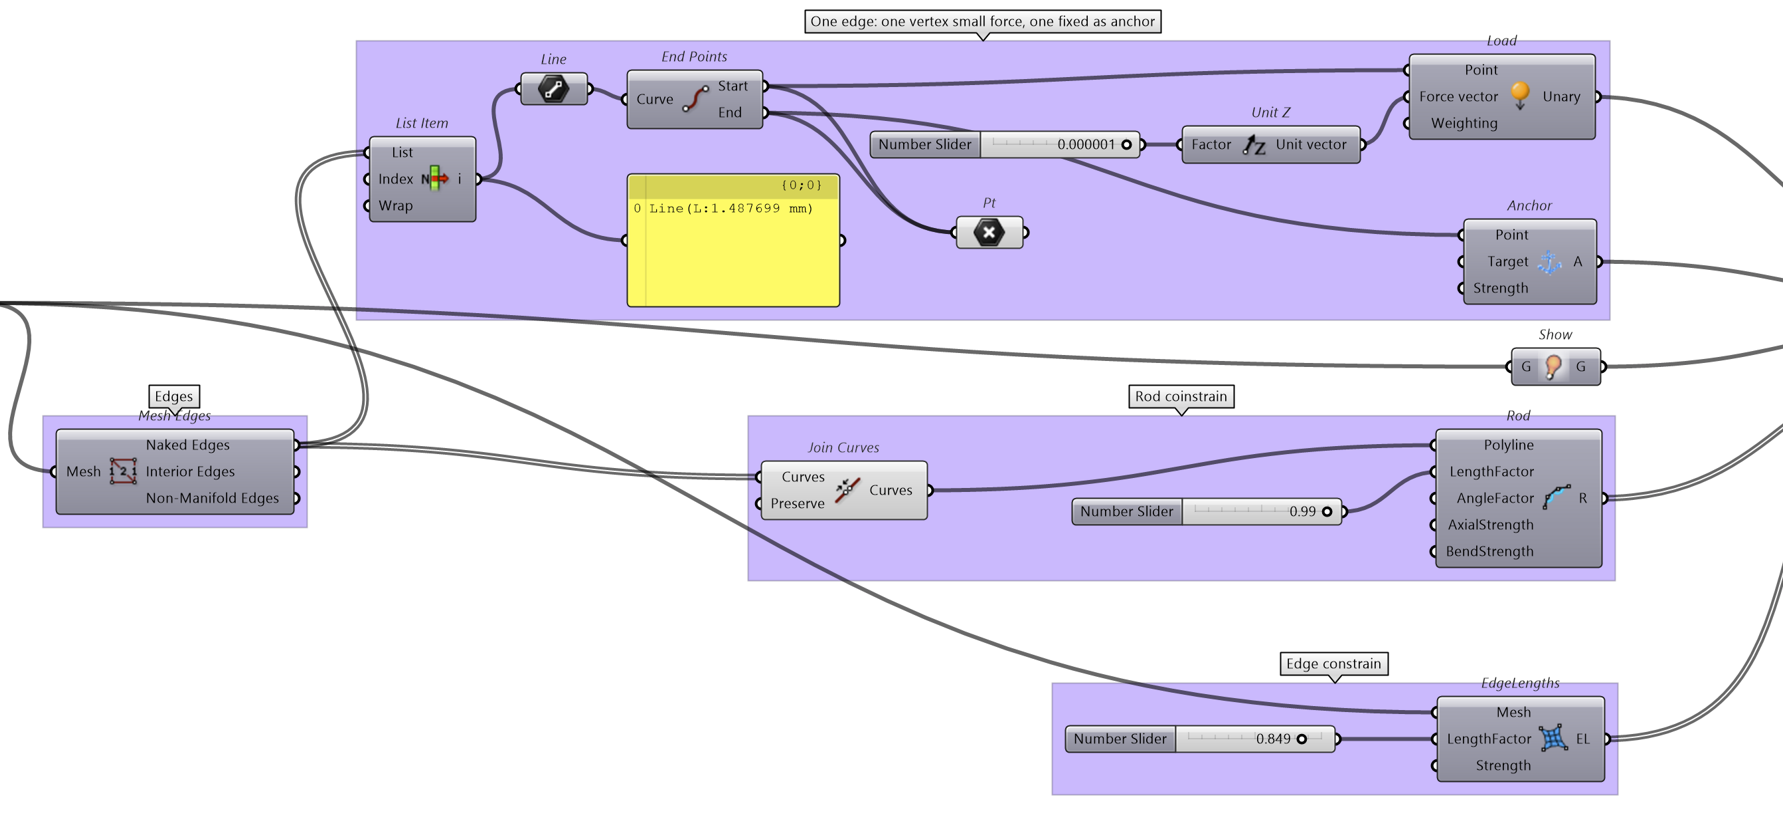 One edge: one vertex small force, one fixed as anchor
Line
End Points
Curve
Start
End
Load
Point
Force vector
Weighting
Unary
List Item
List
Index
Wrap
N
i
Number Slider
0.000001
Unit Z
Factor
Z
Unit vector
{0;0}
0 Line(L:1.487699 mm)
Pt
Anchor
Point
Target
Strength
A
Show
G
G
Edges
Mesh Edges
Mesh
1 2 1
Naked Edges
Interior Edges
Non-Manifold Edges
Rod coinstrain
Join Curves
Curves
Preserve
Curves
Number Slider
0.99
Rod
Polyline
LengthFactor
AngleFactor
AxialStrength
BendStrength
R
Edge constrain
Number Slider
0.849
EdgeLengths
Mesh
LengthFactor
Strength
EL